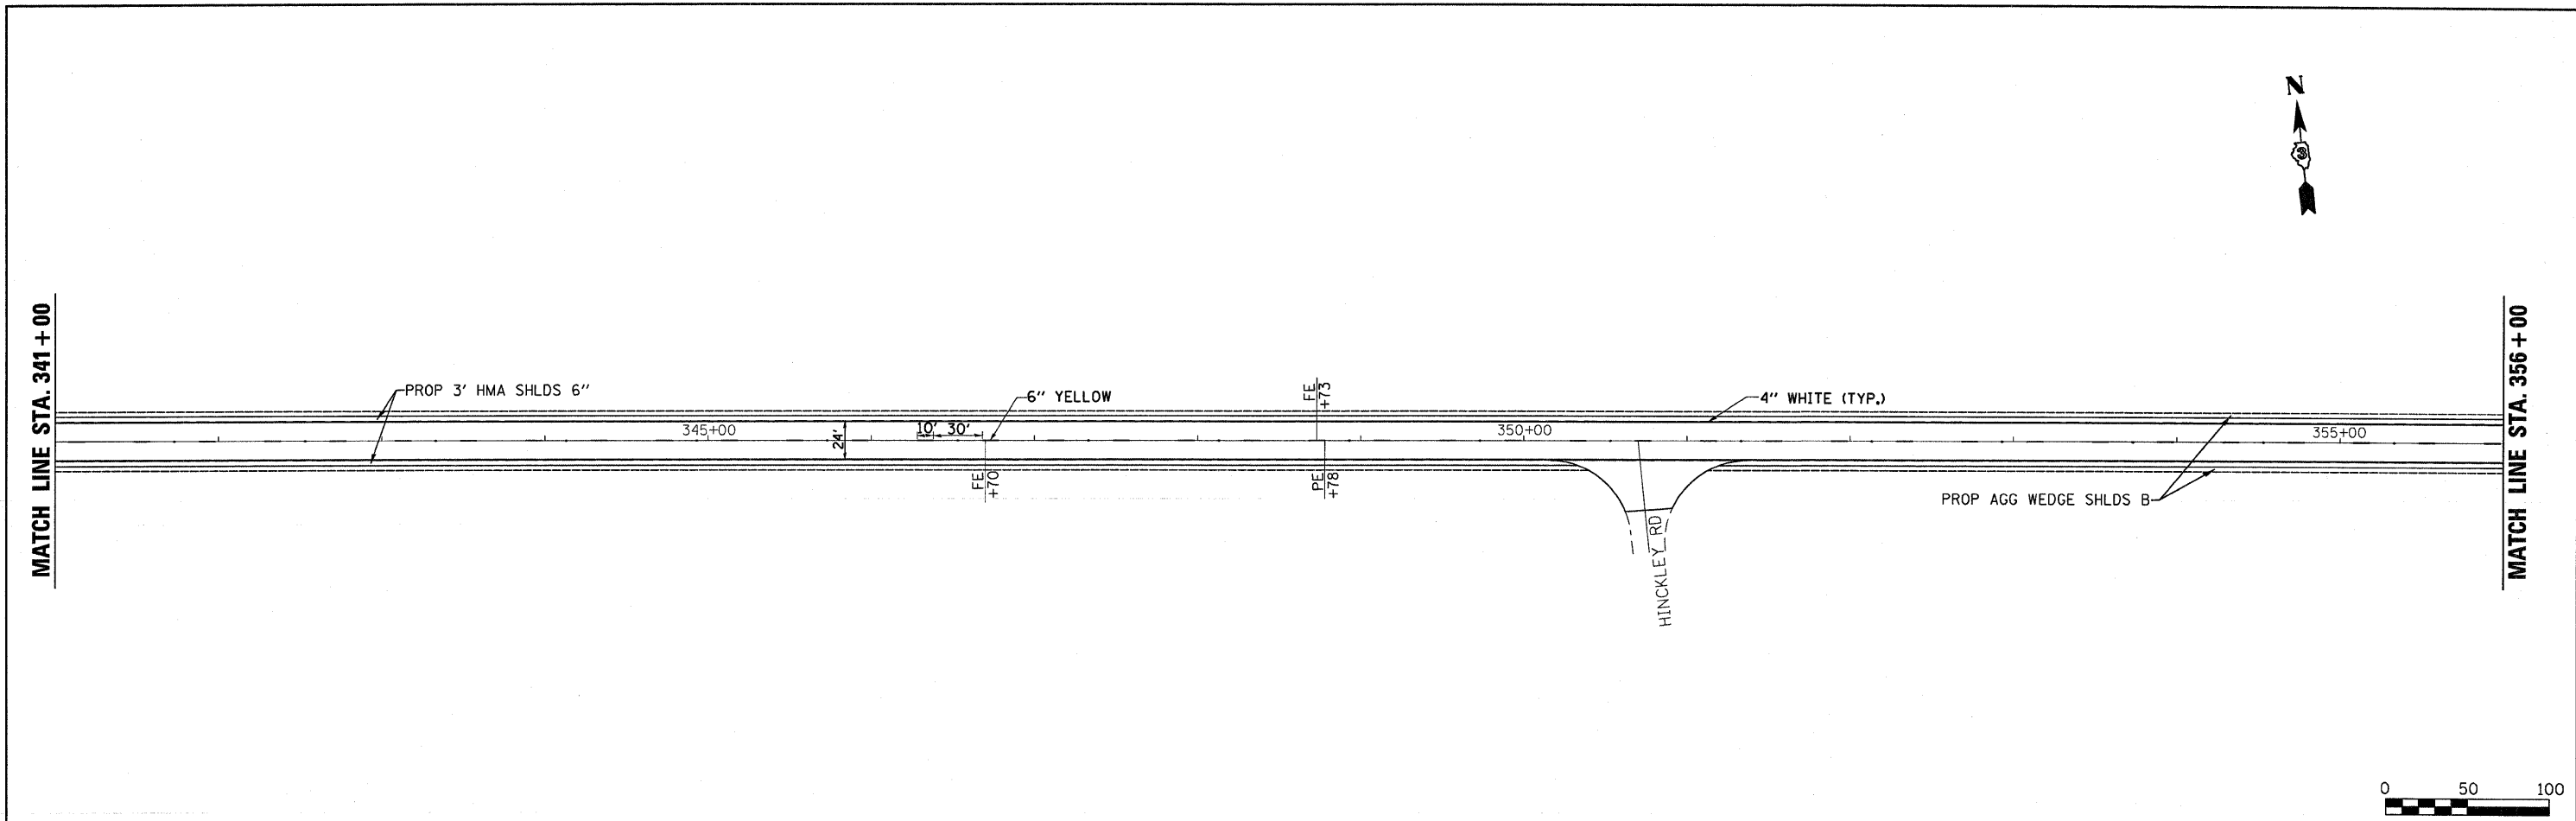 N
3
MATCH LINE STA. 341+00
PROP 3' HMA SHLDS 6"
6" YELLOW
FE
+73
4" WHITE (TYP.)
345+00
24'
10' 30'
350+00
355+00
FE
+70
PE
+78
PROP AGG WEDGE SHLDS B
HINCKLEY RD
MATCH LINE STA. 356+00
0 50 100